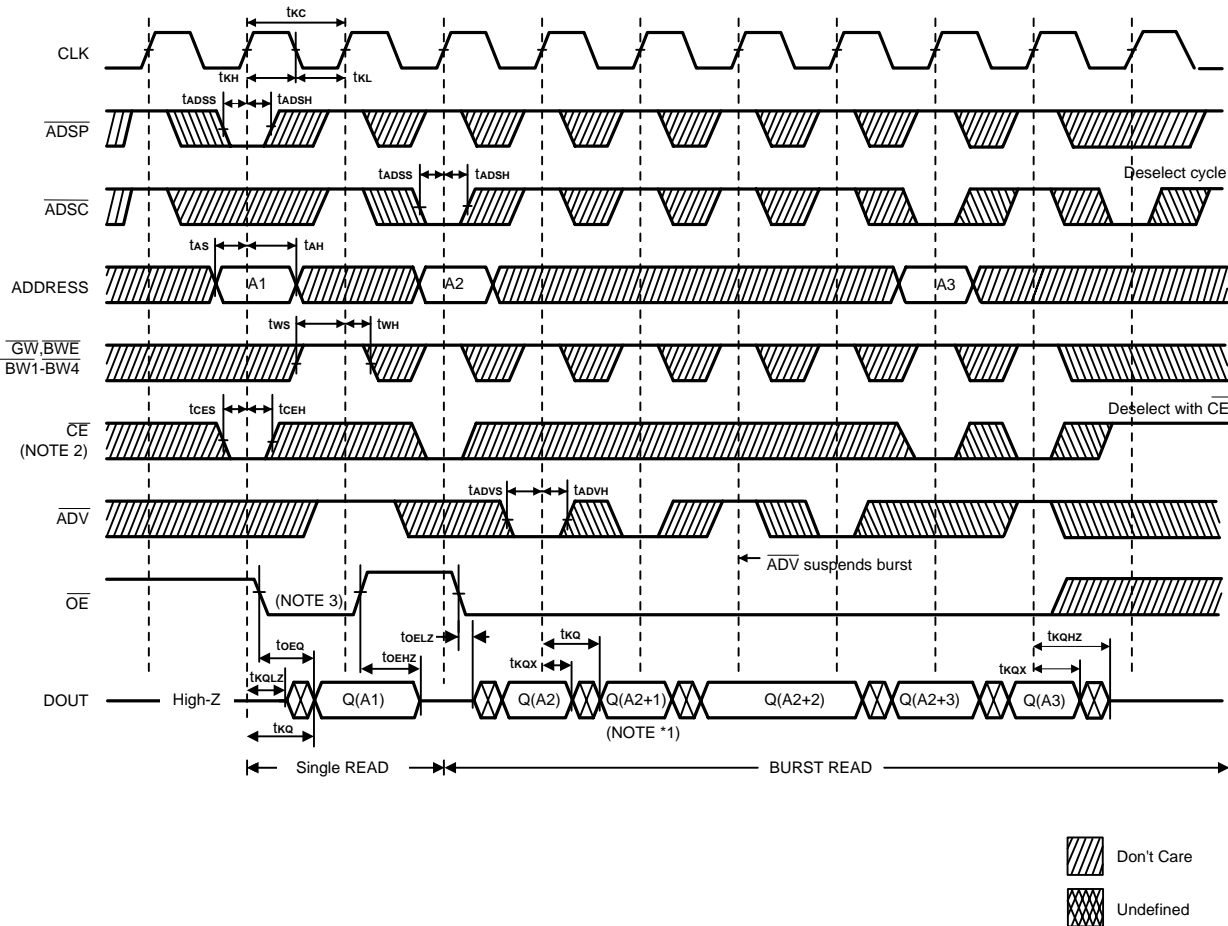 tKC
CLK
tKH
tKL
tADSS
tADSH
ADSP
tADSS
tADSH
Deselect cycle
ADSC
tAS
tAH
ADDRESS
A1
A2
A3
tWS
tWH
GW,BWE
BW1-BW4
tCES
tCEH
Deselect with CE
CE
(NOTE 2)
tADVS
tADVH
ADV
ADV suspends burst
OE
(NOTE 3)
tOELZ
tKQ
tKQHZ
tOEQ
tOEHZ
tKQX
tKQX
tKQLZ
DOUT
High-Z
Q(A1)
Q(A2)
Q(A2+1)
Q(A2+2)
Q(A2+3)
Q(A3)
tKQ
(NOTE *1)
Single READ
BURST READ
Don't Care
Undefined